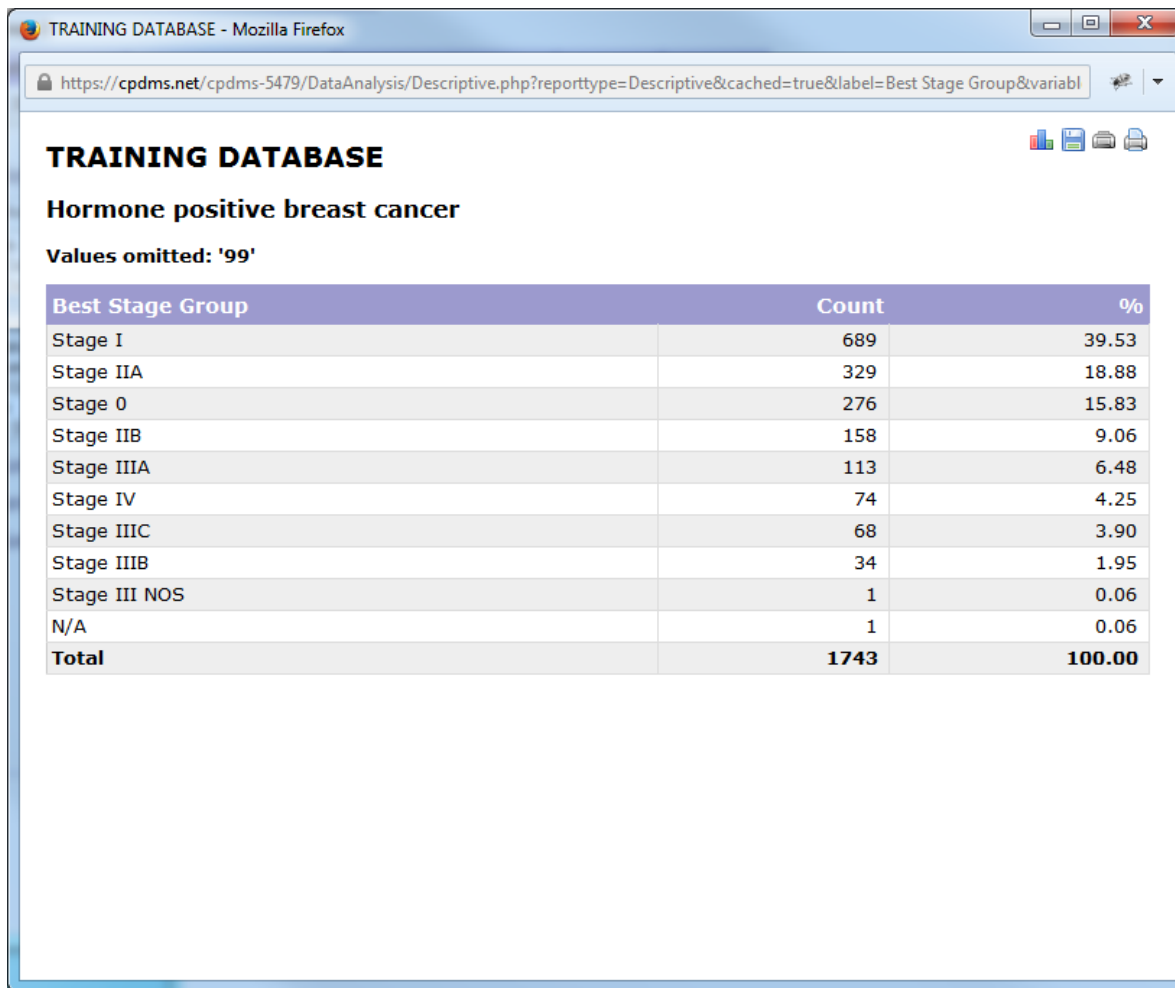 TRAINING DATABASE - Mozilla Firefox
https://cpdms.net/cpdms-5479/DataAnalysis/Descriptive.php?reporttype=Descriptive&cached=true&label=Best Stage Group&variabl
TRAINING DATABASE
Hormone positive breast cancer
Values omitted: '99'
Best Stage Group Count %
Stage I 689 39.53
Stage IIA 329 18.88
Stage 0 276 15.83
Stage IIB 158 9.06
Stage IIIA 113 6.48
Stage IV 74 4.25
Stage IIIC 68 3.90
Stage IIIB 34 1.95
Stage III NOS 1 0.06
N/A 1 0.06
Total 1743 100.00